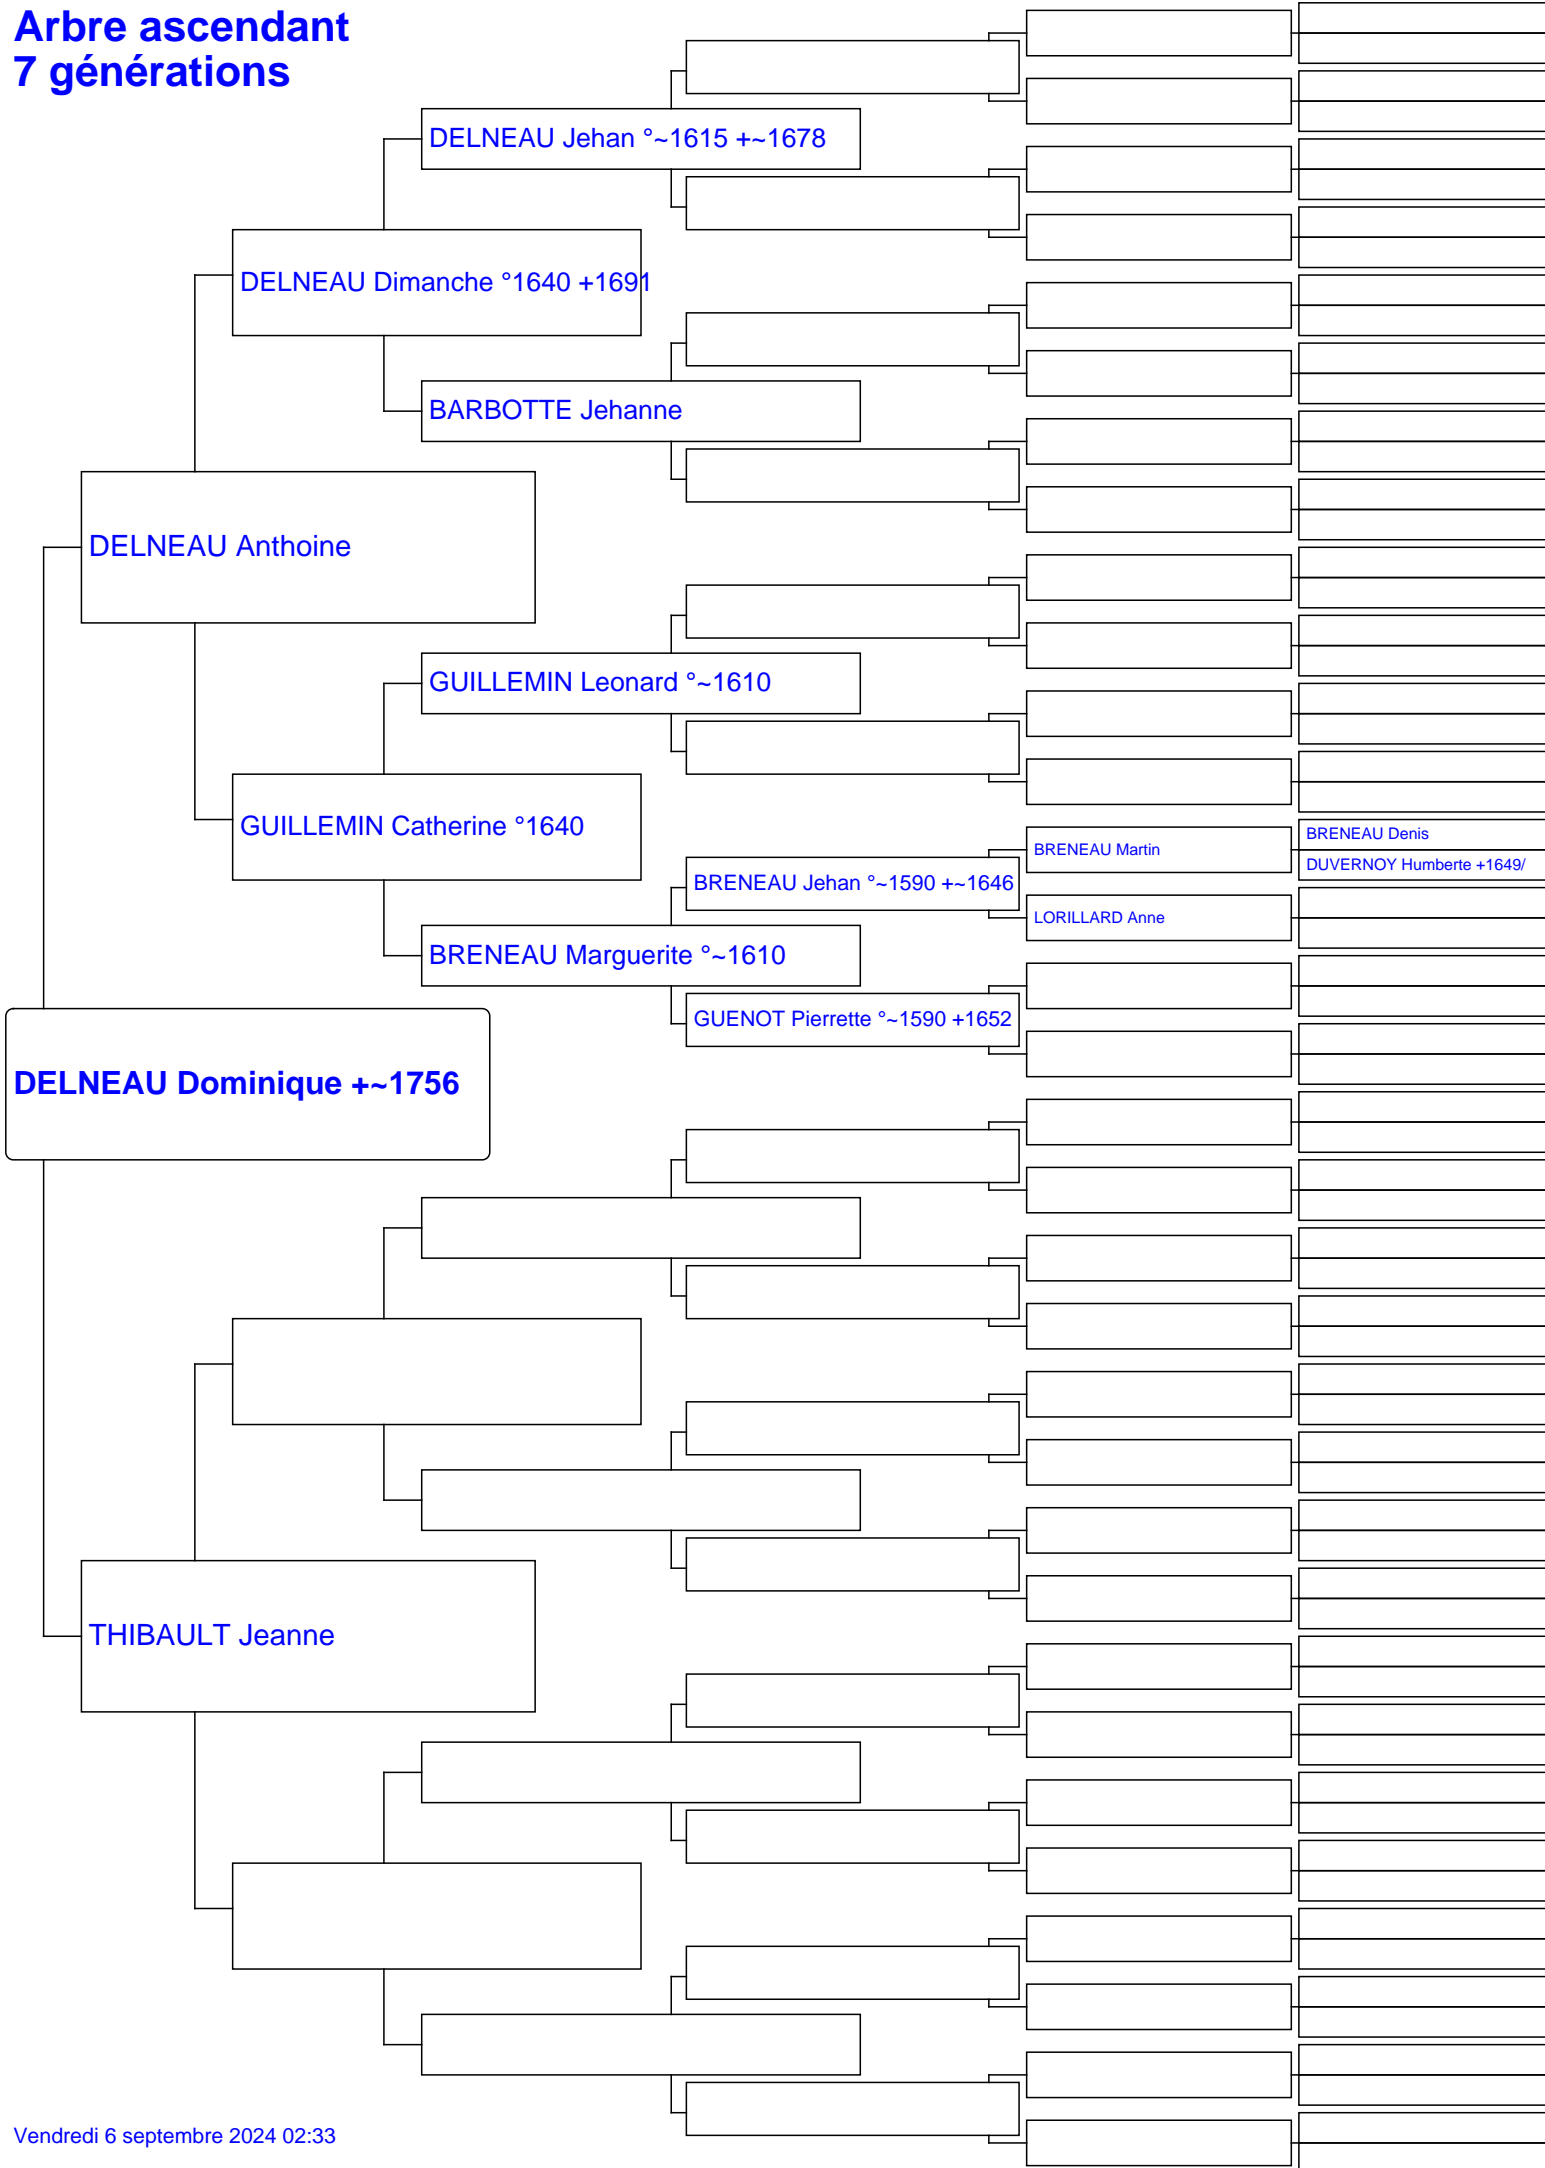 Arbre ascendant
7 générations
DELNEAU Jehan °~1615 +~1678
DELNEAU Dimanche °1640 +1691
BARBOTTE Jehanne
DELNEAU Anthoine
GUILLEMIN Leonard °~1610
GUILLEMIN Catherine °1640
BRENEAU Denis
BRENEAU Martin
DUVERNOY Humberte +1649/
BRENEAU Jehan °~1590 +~1646
LORILLARD Anne
BRENEAU Marguerite °~1610
GUENOT Pierrette °~1590 +1652
DELNEAU Dominique +~1756
THIBAULT Jeanne
Vendredi 6 septembre 2024 02:33